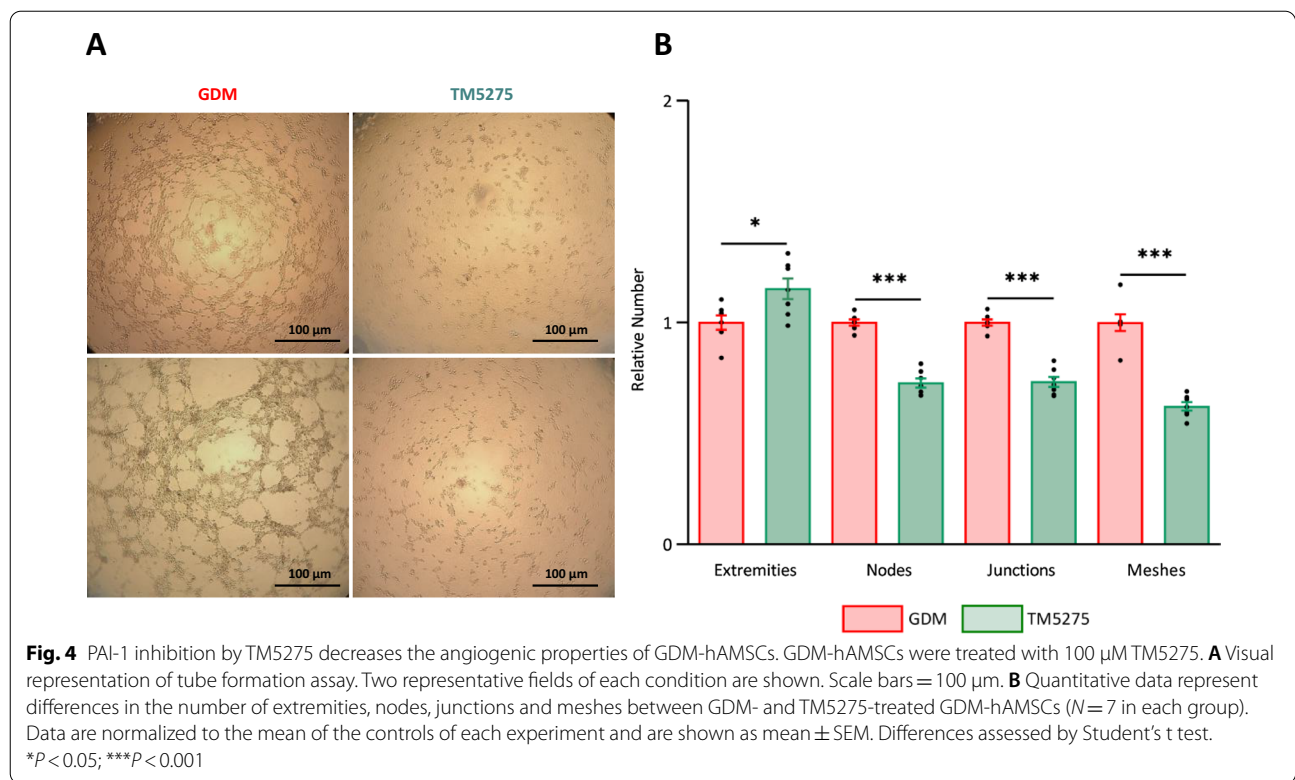 A
GDM
TM5275
100 µm
100 µm
100 µm
100 µm
B
2
1
0
Relative Number
*
***
***
***
Extremities
Nodes
Junctions
Meshes
GDM
TM5275
Fig. 4 PAI-1 inhibition by TM5275 decreases the angiogenic properties of GDM-hAMSCs. GDM-hAMSCs were treated with 100 µM TM5275. A Visual
representation of tube formation assay. Two representative fields of each condition are shown. Scale bars = 100 µm. B Quantitative data represent
differences in the number of extremities, nodes, junctions and meshes between GDM- and TM5275-treated GDM-hAMSCs (N = 7 in each group).
Data are normalized to the mean of the controls of each experiment and are shown as mean ± SEM. Differences assessed by Student's t test.
*P < 0.05; ***P < 0.001